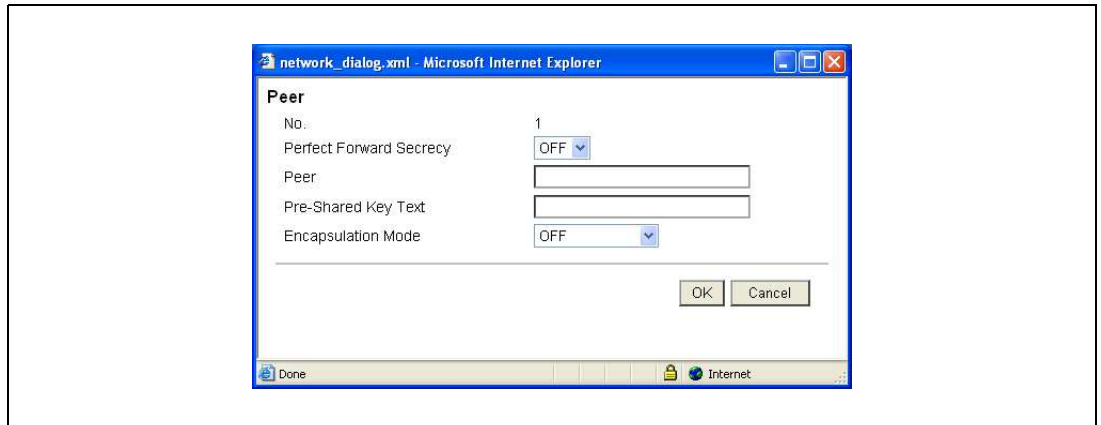 network_dialog.xml - Microsoft Internet Explorer
Peer
No. 1
Perfect Forward Secrecy OFF
Peer
Pre-Shared Key Text
Encapsulation Mode OFF
OK Cancel
Done Internet